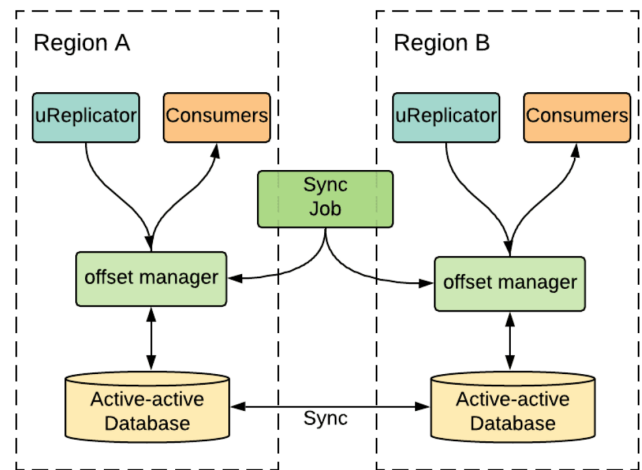 Region A
Region B
uReplicator
Consumers
uReplicator
Consumers
Sync
Job
offset manager
offset manager
Active-active
Database
Sync
Active-active
Database